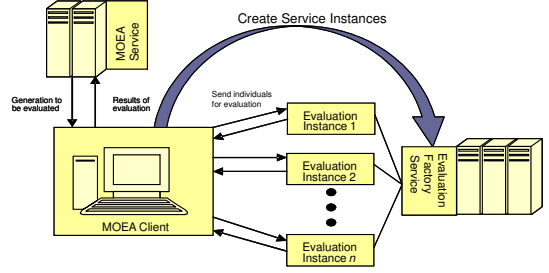 Create Service Instances
MOEA
Service
Generation to
be evaluated
Results of
evaluation
Send individuals
for evaluation
Evaluation
Instance 1
Evaluation
Instance 2
Evaluation
Instance n
Evaluation
Factory
Service
MOEA Client